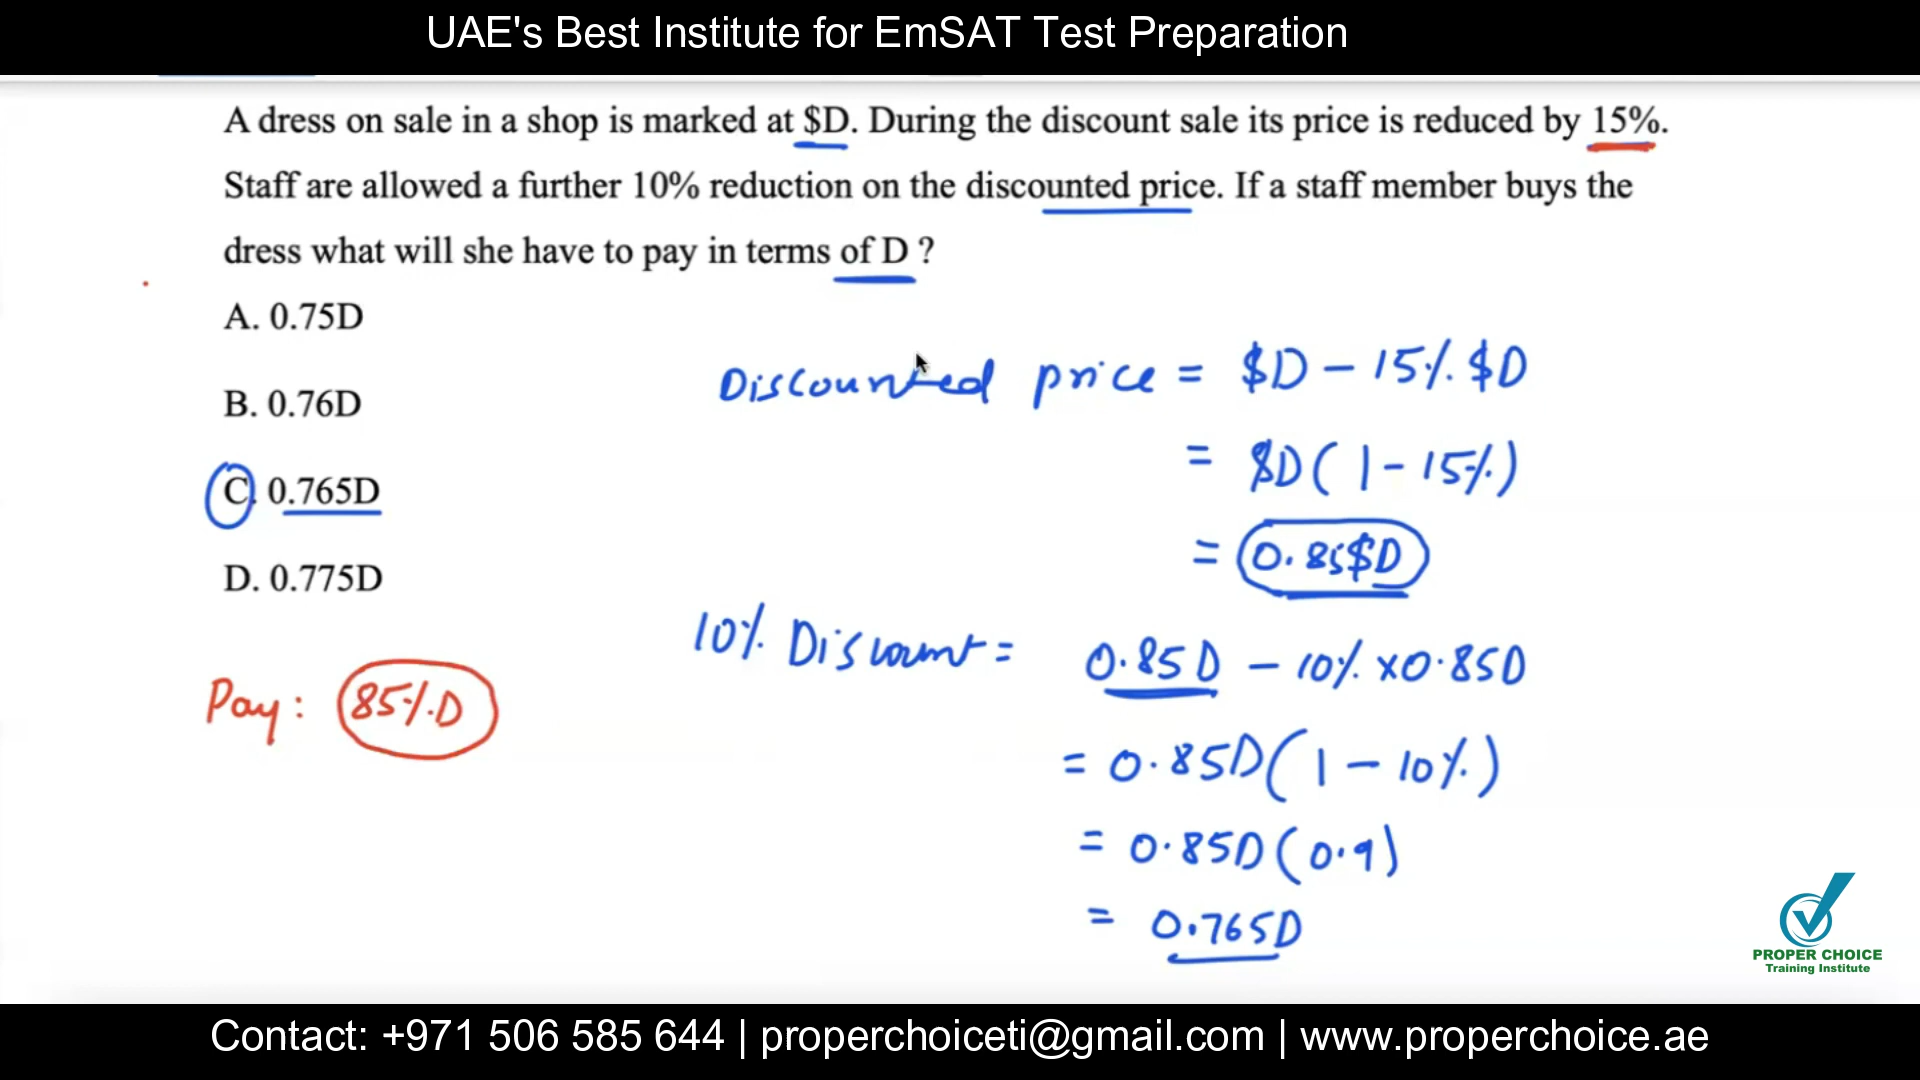 UAE's Best Institute for EmSAT Test Preparation
A dress on sale in a shop is marked at $D. During the discount sale its price is reduced by 15%.
Staff are allowed a further 10% reduction on the discounted price. If a staff member buys the
dress what will she have to pay in terms of D ?
A. 0.75D
B. 0.76D
C. 0.765D
D. 0.775D
Pay: 85%D
Discounted price = $D - 15% $D
= $D ( 1 - 15%)
= 0.85$D
10% Discount = 0.85D - 10% x0.85D
= 0.85D ( 1 - 10%)
= 0.85D (0.9)
= 0.765D
PROPER CHOICE
Training Institute
Contact: +971 506 585 644 | properchoiceti@gmail.com | www.properchoice.ae